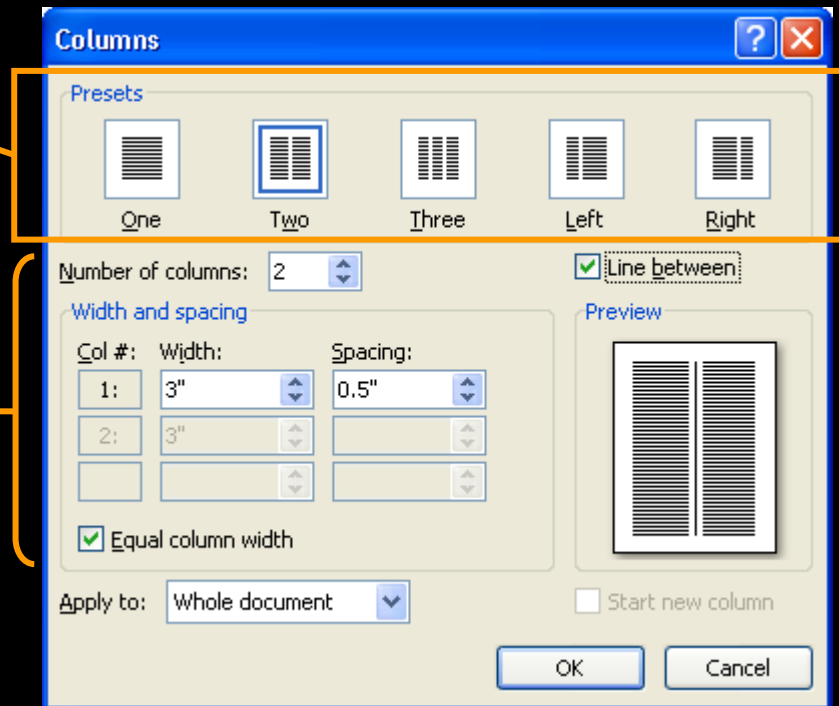 Columns
Presets
One Two Three Left Right
Number of columns: 2 Line between
Width and spacing Preview
Col #: Width: Spacing:
1: 3" 0.5"
2: 3"
Equal column width
Apply to: Whole document Start new column
OK Cancel